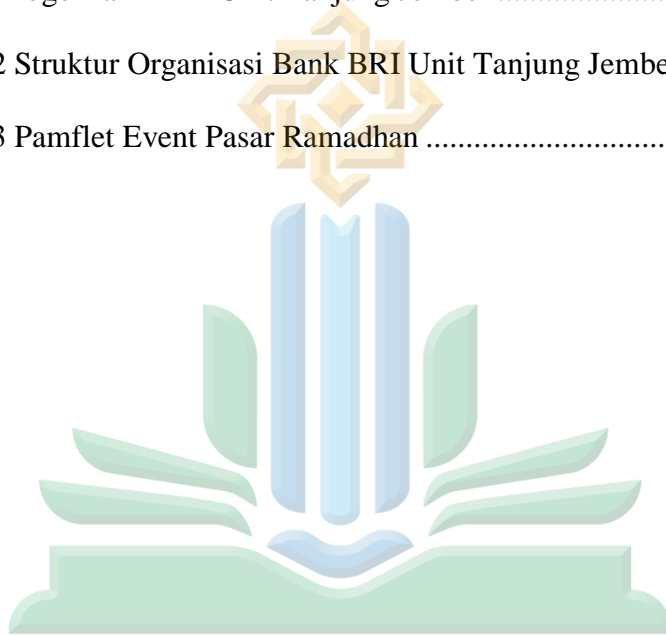 2 Struktur Organisasi Bank BRI Unit Tanjung Jembe
3 Pamflet Event Pasar Ramadhan ..............................